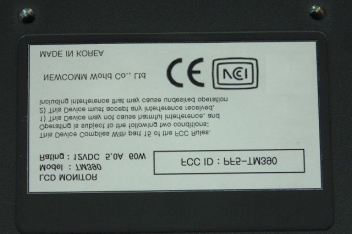 LCD MONITOR
Model : TM390
Rating : 12VDC 5.0A 60W
FCC ID : PF5-TM390
This Device Complies With part 15 of the FCC Rules.
Operating is subject to the following two conditions:
1) This Device may not cause harmful interference, and
2) This Device must accept any interference received,
including interference that may cause undesired operation
NEWCOMM World Co., Ltd
CE
MADE IN KOREA